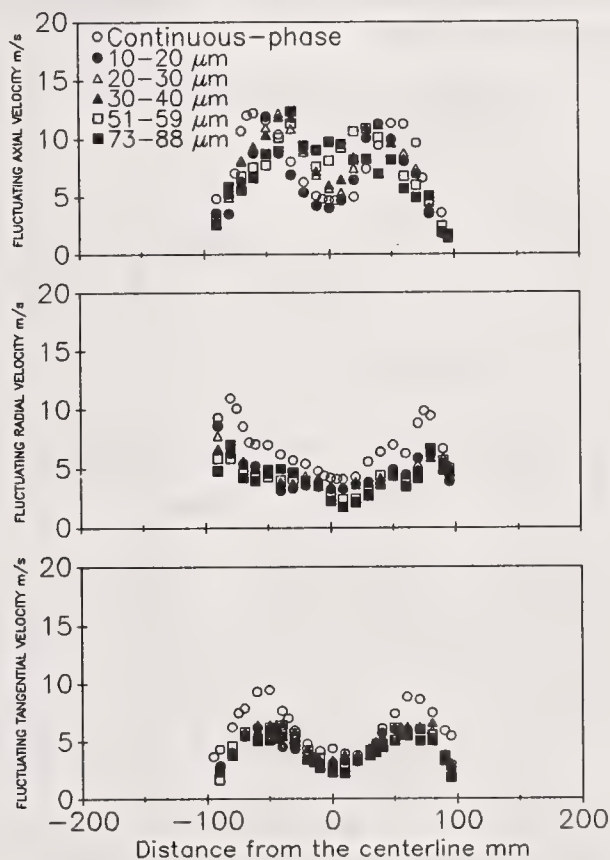 20
15
10
5
0
FLUCTUATING AXIAL VELOCITY m/s
Continuous-phase
10-20 μm
20-30 μm
30-40 μm
51-59 μm
73-88 μm
20
15
10
5
0
FLUCTUATING RADIAL VELOCITY m/s
20
15
10
5
0
FLUCTUATING TANGENTIAL VELOCITY m/s
-200
-100
0
100
200
Distance from the centerline mm